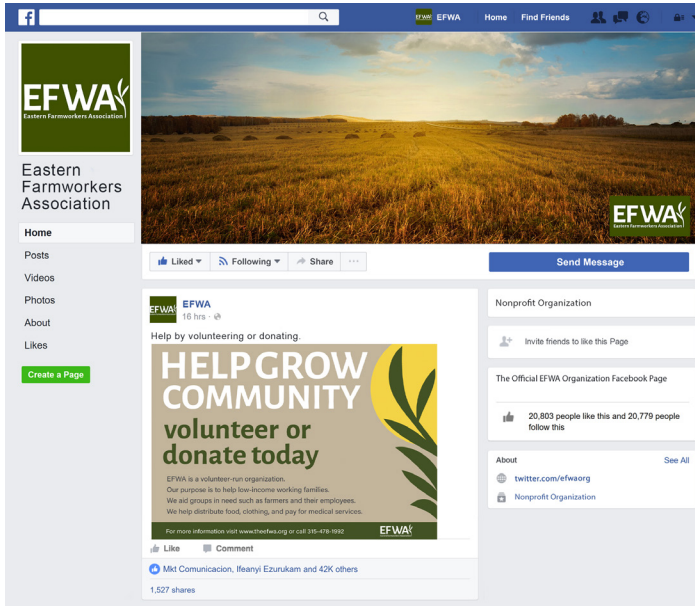 f
EFWA EFWA Home Find Friends
EFWA
Eastern Farmworkers Association
Eastern
Farmworkers
Association
Home
Posts
Videos
Photos
About
Likes
Create a Page
EFWA
Eastern Farmworkers Association
Liked Following Share ...
Send Message
EFWA
EFWA
16 hrs ·
Help by volunteering or donating.
HELP GROW
COMMUNITY
volunteer or
donate today
EFWA is a volunteer-run organization.
Our purpose is to help low-income working families.
We aid groups in need such as farmers and their employees.
We help distribute food, clothing, and pay for medical services.
For more information visit www.theefws.org or call 315-478-1992
EFWA
Like Comment
Mkt Comunicacion, Ifeanyi Ezurukam and 42K others
1,527 shares
Nonprofit Organization
Invite friends to like this Page
The Official EFWA Organization Facebook Page
20,803 people like this and 20,779 people
follow this
About See All
twitter.com/efwaorg
Nonprofit Organization